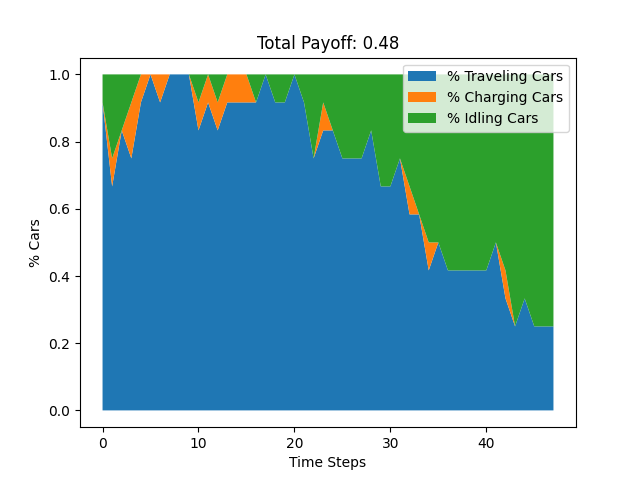 Total Payoff: 0.48
% Traveling Cars
% Charging Cars
% Idling Cars
1.0
0.8
0.6
0.4
0.2
0.0
% Cars
0
10
20
30
40
Time Steps